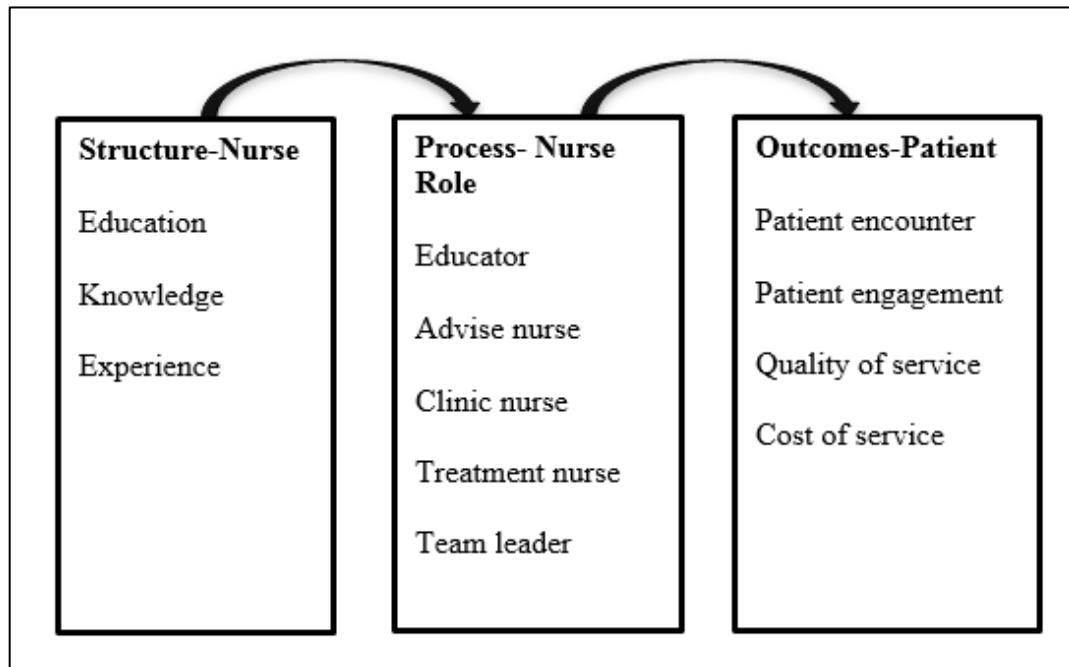 Structure-Nurse
Education
Knowledge
Experience
Process- Nurse
Role
Educator
Advise nurse
Clinic nurse
Treatment nurse
Team leader
Outcomes-Patient
Patient encounter
Patient engagement
Quality of service
Cost of service